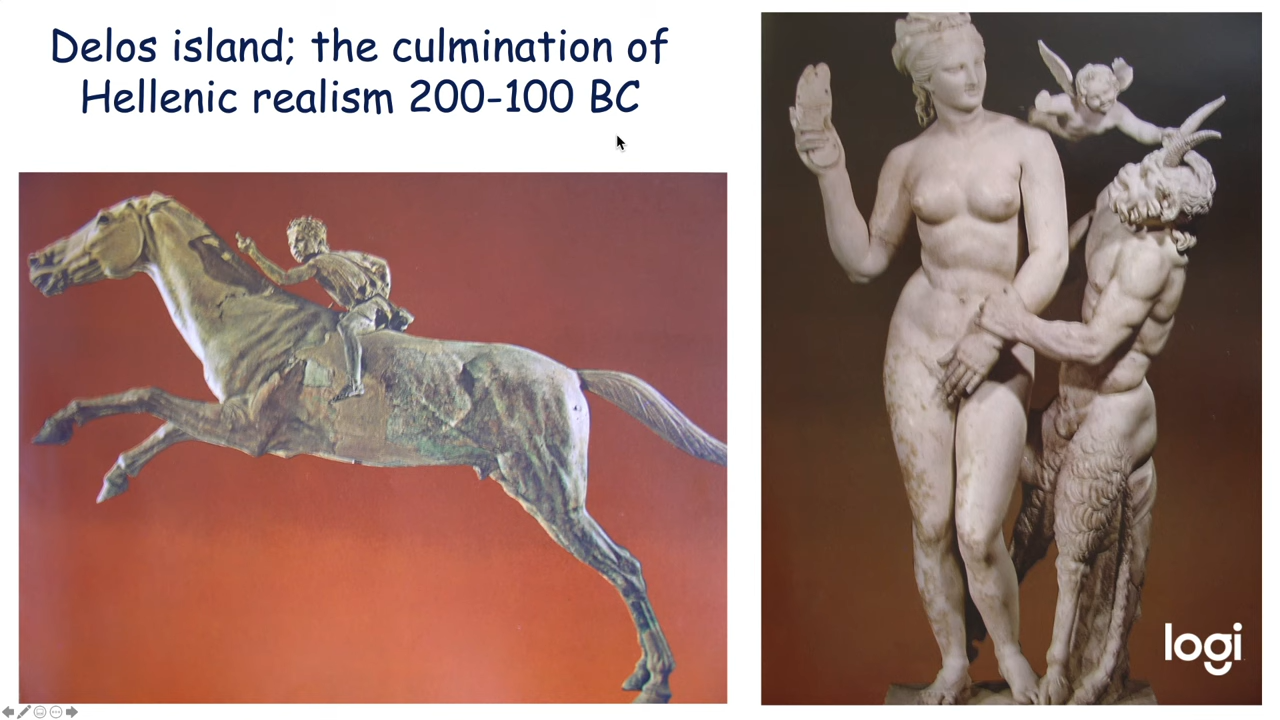 Delos island; the culmination of
Hellenic realism 200-100 BC
logi